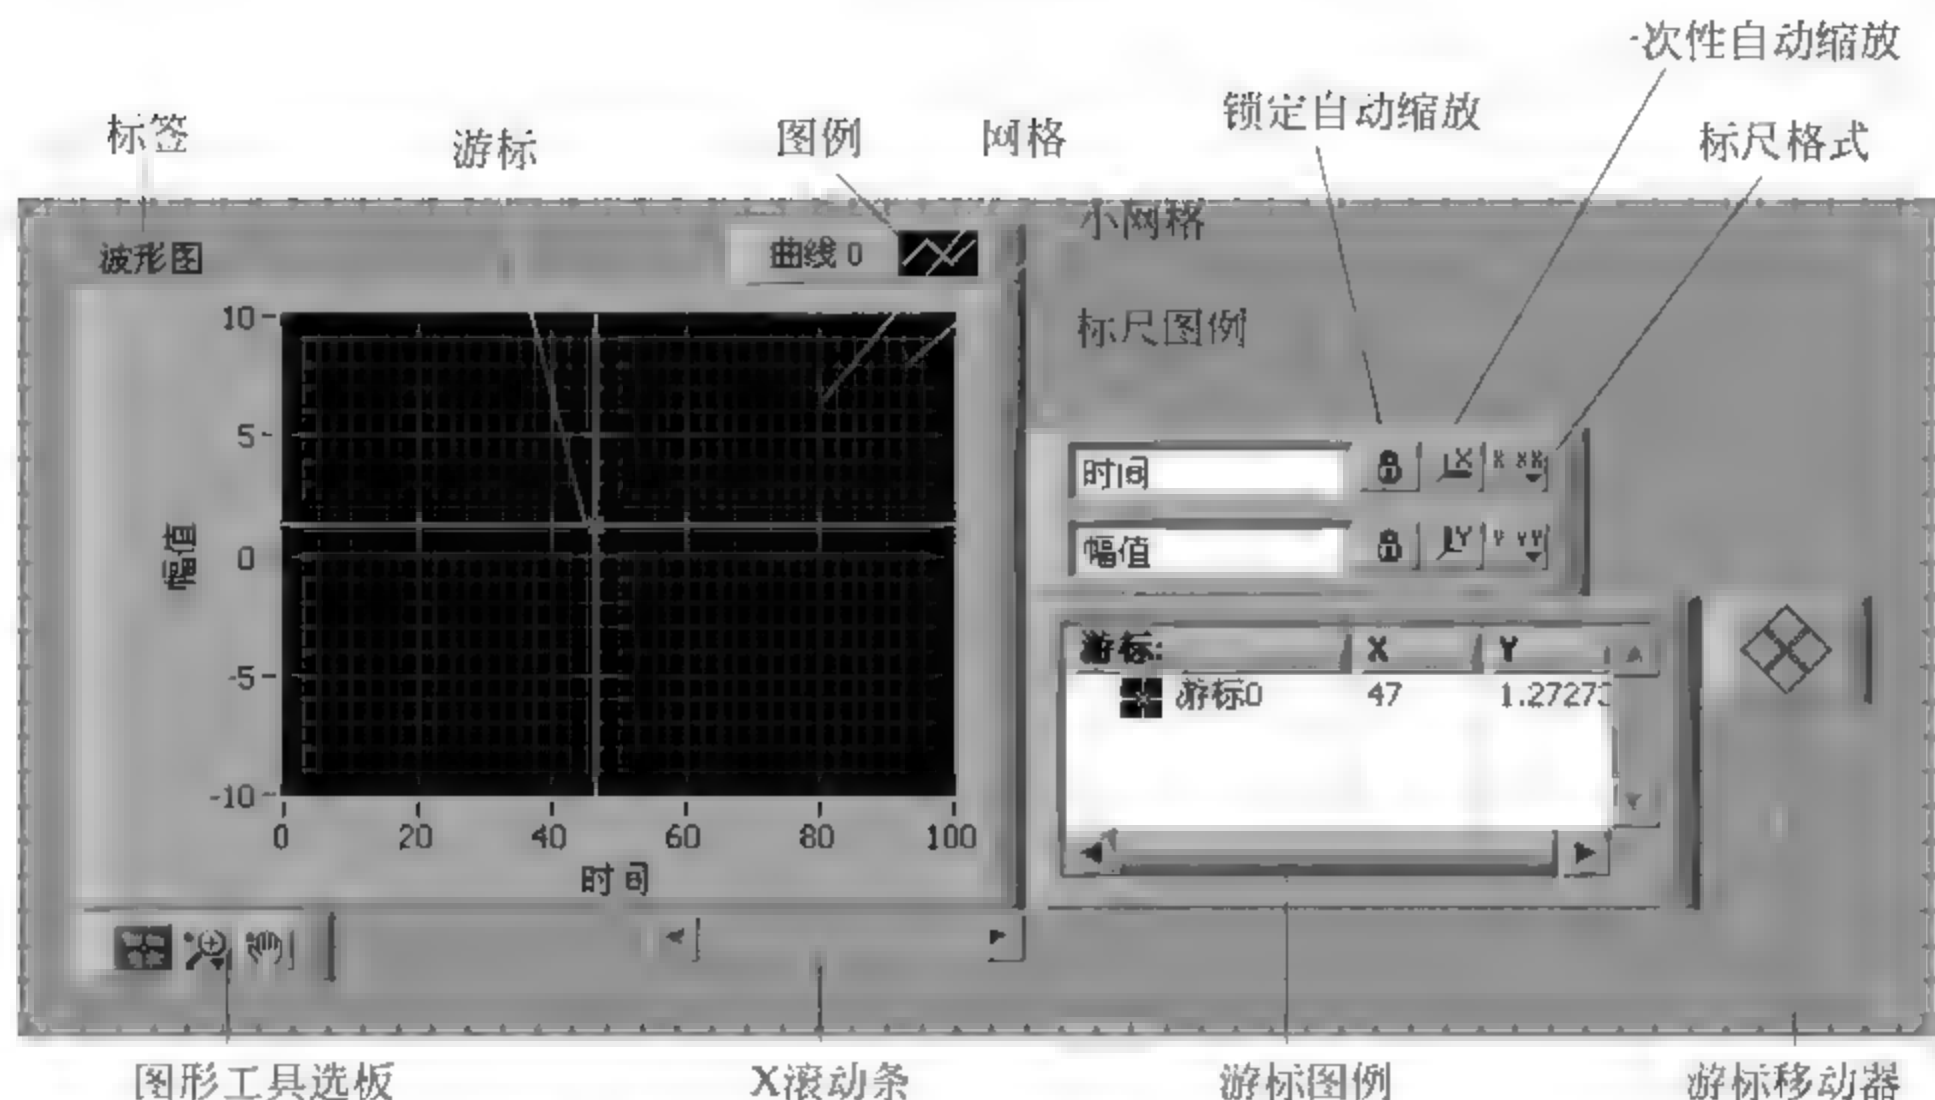 一次性自动缩放
锁定自动缩放
标签
游标
图例
网格
标尺格式
小网格
波形图
曲线 0
标尺图例
10
5
0
-5
-10
幅值
0 20 40 60 80 100
时间
时间
幅值
游标: X Y
游标0 47 1.27273
图形工具选板
X滚动条
游标图例
游标移动器